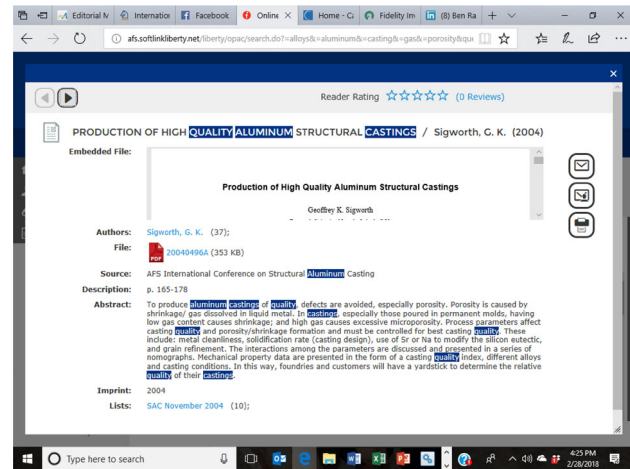 Editorial M
Internatio
Facebook
Online
Home - Ca
Fidelity Inv
(8) Ben Ra
afs.softlinkliberty.net/liberty/opac/search.do?=alloys&=aluminum&=casting&=gas&=porosity&que
Reader Rating ☆☆☆☆☆ (0 Reviews)
PRODUCTION OF HIGH QUALITY ALUMINUM STRUCTURAL CASTINGS / Sigworth, G. K. (2004)
Embedded File:
Production of High Quality Aluminum Structural Castings
Geoffrey K. Sigworth
Authors: Sigworth, G. K. (37);
File: PDF 20040496A (353 KB)
Source: AFS International Conference on Structural Aluminum Casting
Description: p. 165-178
Abstract: To produce aluminum castings of quality, defects are avoided, especially porosity. Porosity is caused by
shrinkage/ gas dissolved in liquid metal. In castings, especially those poured in permanent molds, having
low gas content causes shrinkage; and high gas causes excessive microporosity. Process parameters affect
casting quality and porosity/shrinkage formation and must be controlled for best casting quality. These
include: metal cleanliness, solidification rate (casting design), use of Sr or Na to modify the silicon eutectic,
and grain refinement. The interactions among the parameters are discussed and presented in a series of
nomographs. Mechanical property data are presented in the form of a casting quality index, different alloys
and casting conditions. In this way, foundries and customers will have a yardstick to determine the relative
quality of their castings.
Imprint: 2004
Lists: SAC November 2004 (10);
Type here to search
4:25 PM
2/28/2018